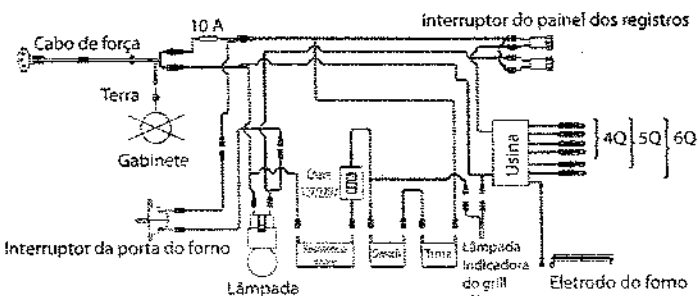 10 A
interruptor do painel dos registros
Cabo de força
Terra
Gabinete
Usina
4Q
5Q
6Q
Interruptor da porta do forno
Lâmpada
Lâmpada
Indicadora
do grill
Eletrodo do forno